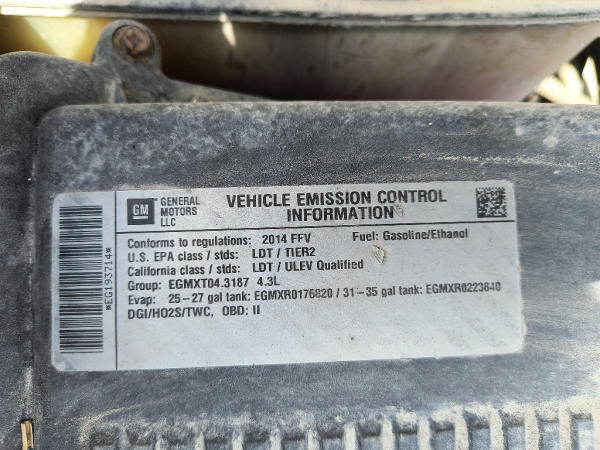 GM
GENERAL MOTORS LLC
VEHICLE EMISSION CONTROL
INFORMATION
Conforms to regulations: 2014 FFV Fuel: Gasoline/Ethanol
U.S. EPA class / stds: LDT / TIER2
California class / stds: LDT / ULEV Qualified
Group: EGMXT04.3187 4.3L
Evap: 25-27 gal tank: EGMXR0176820 / 31-35 gal tank: EGMXR0223840
DGI/HO2S/TWC, OBD: II
*EG193714*